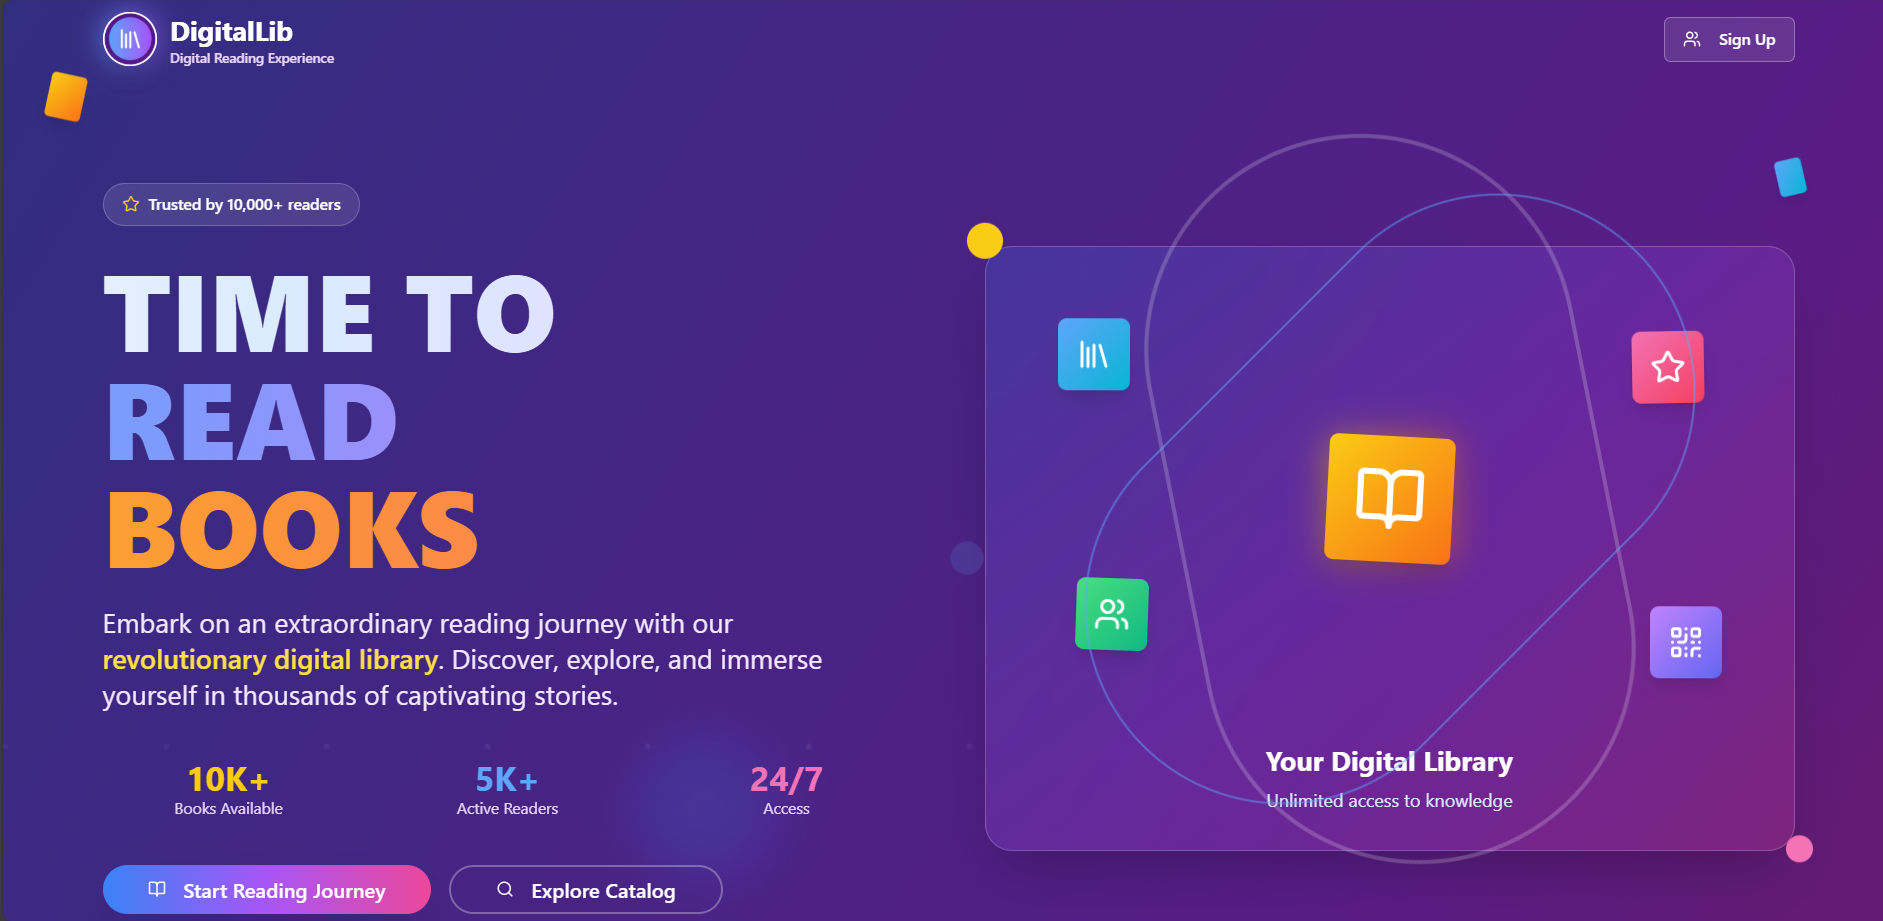 DigitalLib
Digital Reading Experience
Sign Up
Trusted by 10,000+ readers
TIME TO
READ
BOOKS
Embark on an extraordinary reading journey with our
revolutionary digital library. Discover, explore, and immerse
yourself in thousands of captivating stories.
10K+
Books Available
5K+
Active Readers
24/7
Access
Start Reading Journey
Explore Catalog
Your Digital Library
Unlimited access to knowledge